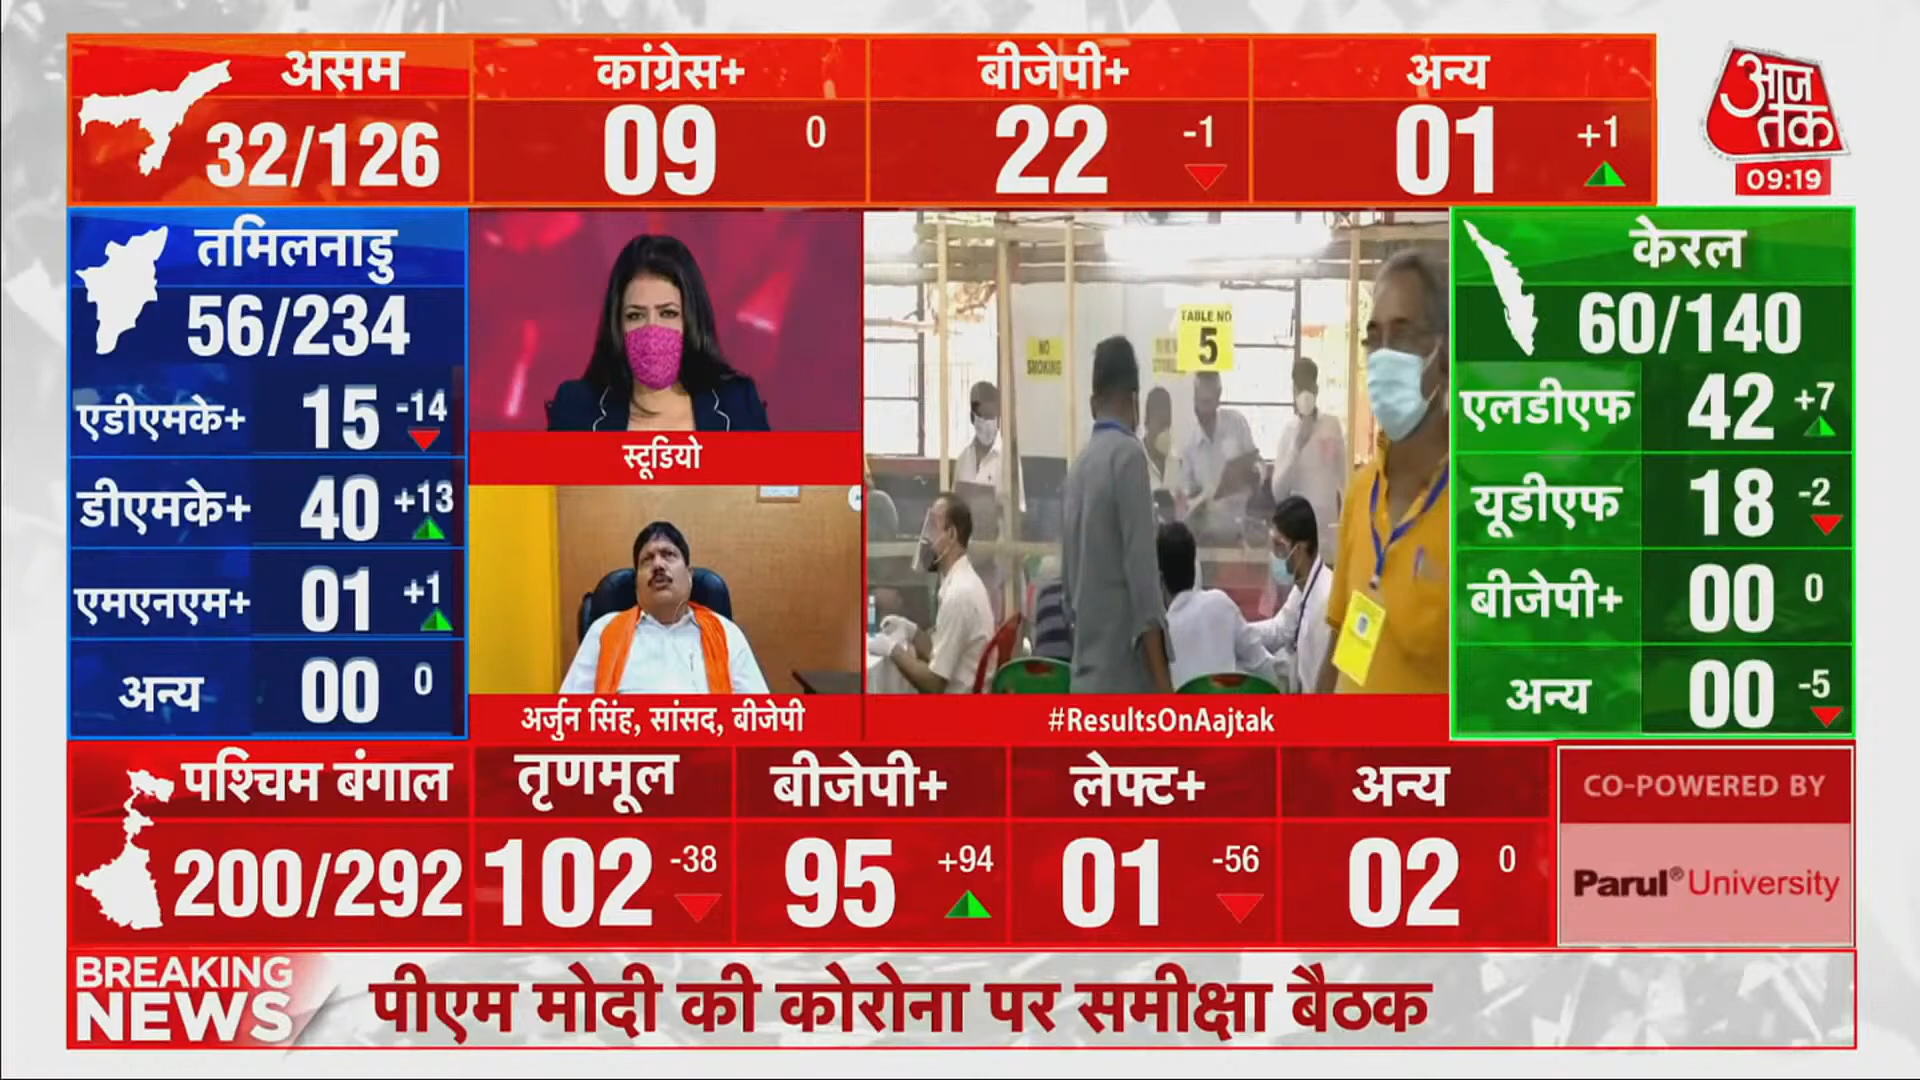 असम
32/126
कांग्रेस+
09 0
बीजेपी+
22 -1
अन्य
01 +1
आज तक
09:19
तमिलनाडु
56/234
एडीएमके+ 15 -14
डीएमके+ 40 +13
एमएनएम+ 01 +1
अन्य 00 0
स्टूडियो
अर्जुन सिंह, सांसद, बीजेपी
NO
SMOKING
TABLE NO
5
#ResultsOnAajtak
केरल
60/140
एलडीएफ 42 +7
यूडीएफ 18 -2
बीजेपी+ 00 0
अन्य 00 -5
पश्चिम बंगाल
200/292
तृणमूल
102 -38
बीजेपी+
95 +94
लेफ्ट+
01 -56
अन्य
02 0
CO-POWERED BY
Parul® University
BREAKING
NEWS
पीएम मोदी की कोरोना पर समीक्षा बैठक